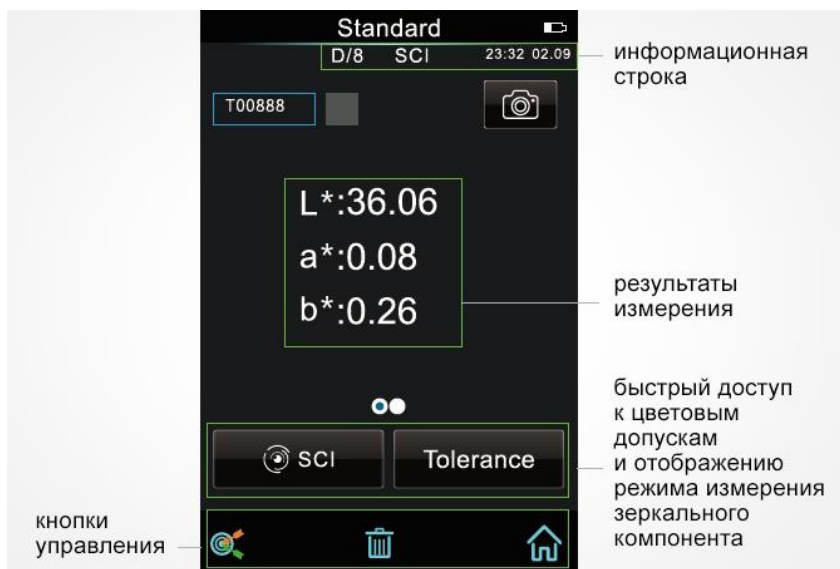 Standard
D/8 SCI 23:32 02.09
информационная
строка
T00888
L*:36.06
a*:0.08
b*:0.26
результаты
измерения
быстрый доступ
к цветовым
допускам
и отображению
режима измерения
зеркального
компонента
SCI
Tolerance
кнопки
управления